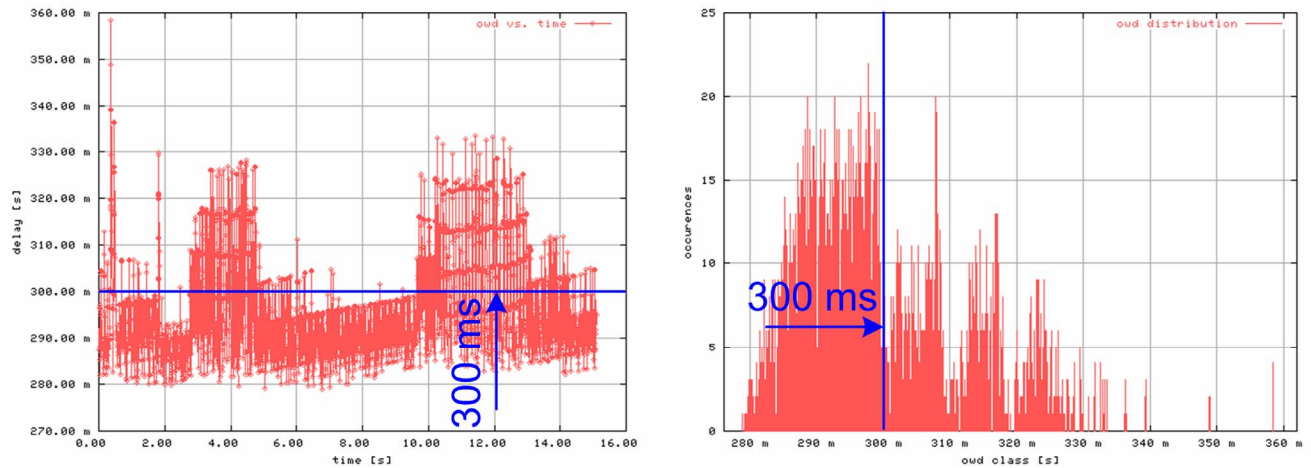 360.00 m
owd vs. time
350.00 m
340.00 m
330.00 m
320.00 m
310.00 m
300.00 m
290.00 m
280.00 m
270.00 m
delay [s]
300 ms
0.00 2.00 4.00 6.00 8.00 10.00 12.00 14.00 16.00
time [s]
25
owd distribution
20
15
10
5
0
occurences
300 ms
280 m 290 m 300 m 310 m 320 m 330 m 340 m 350 m 360 m
owd class [s]